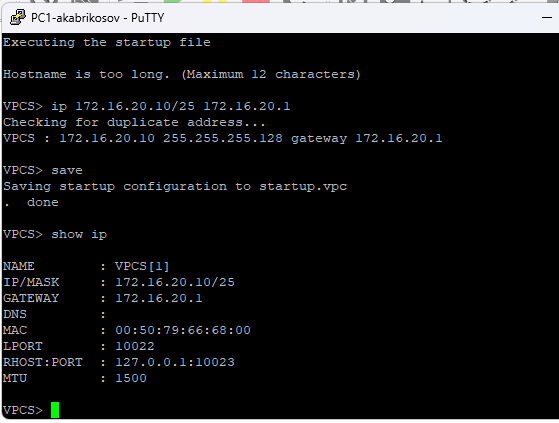 PC1-akabrikosov - PuTTY
Executing the startup file
Hostname is too long. (Maximum 12 characters)
VPCS> ip 172.16.20.10/25 172.16.20.1
Checking for duplicate address...
VPCS : 172.16.20.10 255.255.255.128 gateway 172.16.20.1
VPCS> save
Saving startup configuration to startup.vpc
.  done
VPCS> show ip
NAME        : VPCS[1]
IP/MASK     : 172.16.20.10/25
GATEWAY     : 172.16.20.1
DNS         :
MAC         : 00:50:79:66:68:00
LPORT       : 10022
RHOST:PORT  : 127.0.0.1:10023
MTU         : 1500
VPCS>